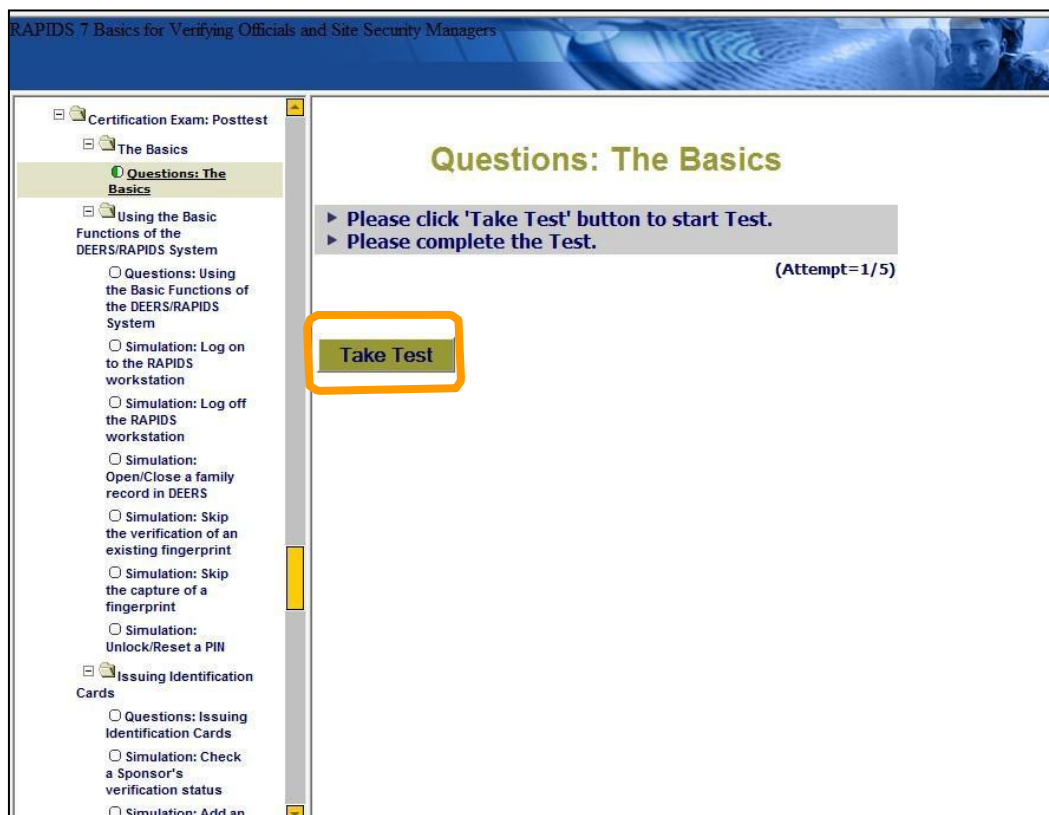 RAPIDS 7 Basics for Verifying Officials and Site Security Managers
Certification Exam: Posttest
The Basics
Questions: The
Basics
Using the Basic
Functions of the
DEERS/RAPIDS System
Questions: Using
the Basic Functions of
the DEERS/RAPIDS
System
Simulation: Log on
to the RAPIDS
workstation
Simulation: Log off
the RAPIDS
workstation
Simulation:
Open/Close a family
record in DEERS
Simulation: Skip
the verification of an
existing fingerprint
Simulation: Skip
the capture of a
fingerprint
Simulation:
Unlock/Reset a PIN
Issuing Identification
Cards
Questions: Issuing
Identification Cards
Simulation: Check
a Sponsor's
verification status
Simulation: Add an
Questions: The Basics
Please click 'Take Test' button to start Test.
Please complete the Test.
(Attempt=1/5)
Take Test